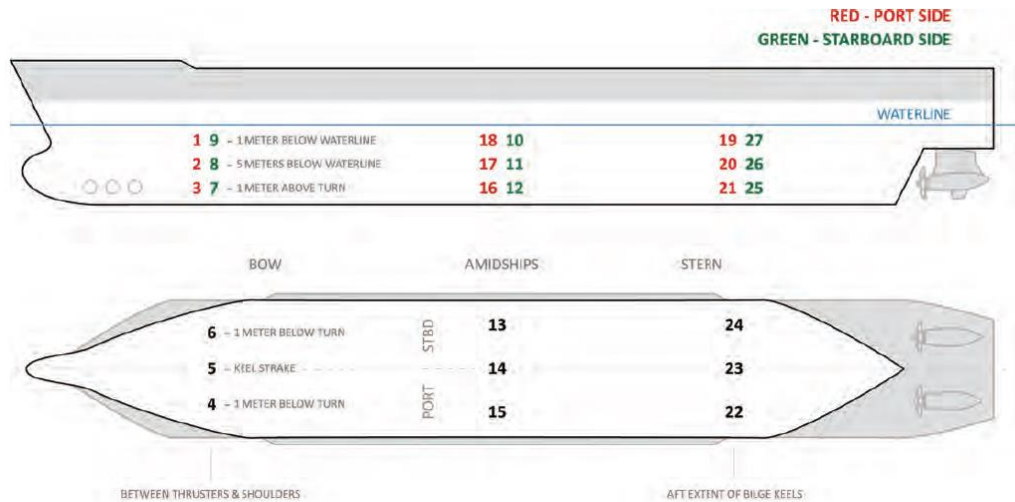 RED - PORT SIDE
GREEN - STARBOARD SIDE
WATERLINE
1 9 - 1 METER BELOW WATERLINE 18 10 19 27
2 8 - 5 METERS BELOW WATERLINE 17 11 20 26
3 7 - 1 METER ABOVE TURN 16 12 21 25
BOW AMIDSHIPS STERN
6 - 1 METER BELOW TURN STBD 13 24
5 - KEEL STRAKE 14 23
4 - 1 METER BELOW TURN PORT 15 22
BETWEEN THRUSTERS & SHOULDERS AFT EXTENT OF BILGE KEELS